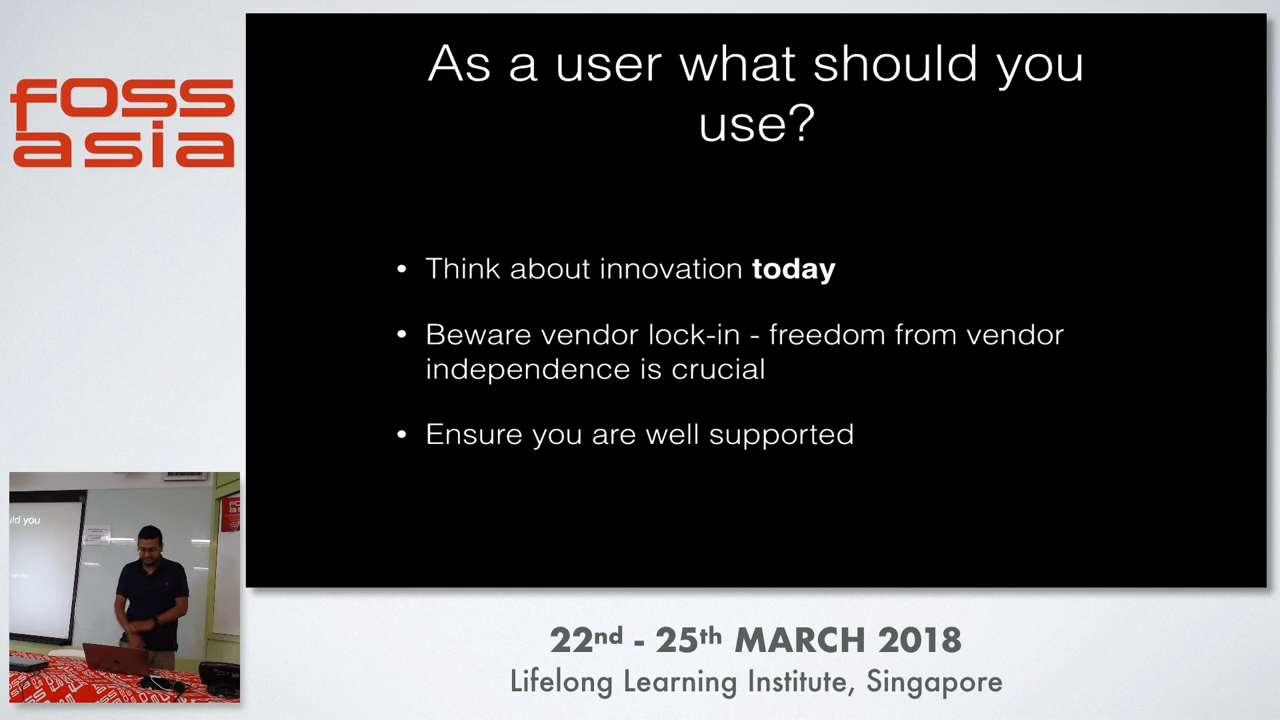 foss
asia
As a user what should you
use?
• Think about innovation today
• Beware vendor lock-in - freedom from vendor
independence is crucial
• Ensure you are well supported
uld you
22nd - 25th MARCH 2018
Lifelong Learning Institute, Singapore